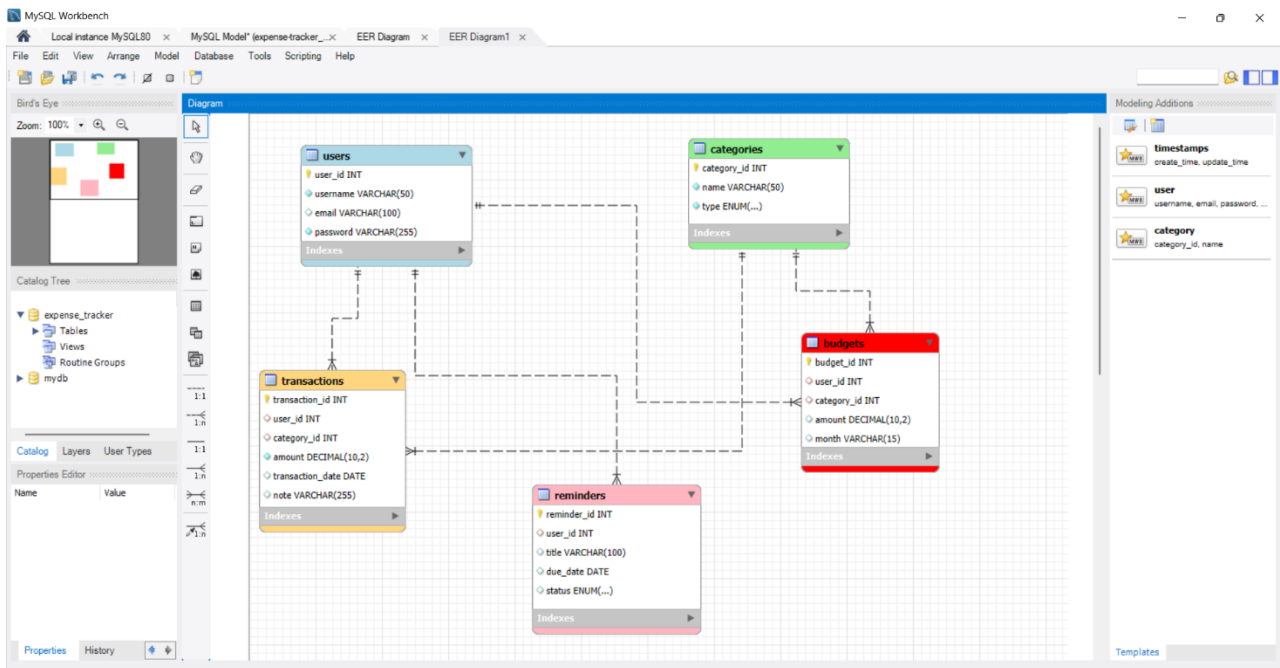 MySQL Workbench
Local instance MySQL80 ×
MySQL Model* (expense-tracker_...×
EER Diagram ×
EER Diagram1 ×
File Edit View Arrange Model Database Tools Scripting Help
Bird's Eye
Zoom: 100%
Catalog Tree
expense_tracker
Tables
Views
Routine Groups
mydb
Catalog Layers User Types
Properties Editor
Name Value
Properties History
1:1
1:n
1:1
1:n
n:m
1:n
Diagram
users
user_id INT
username VARCHAR(50)
email VARCHAR(100)
password VARCHAR(255)
Indexes
categories
category_id INT
name VARCHAR(50)
type ENUM(...)
Indexes
budgets
budget_id INT
user_id INT
category_id INT
amount DECIMAL(10,2)
month VARCHAR(15)
Indexes
transactions
transaction_id INT
user_id INT
category_id INT
amount DECIMAL(10,2)
transaction_date DATE
note VARCHAR(255)
Indexes
reminders
reminder_id INT
user_id INT
title VARCHAR(100)
due_date DATE
status ENUM(...)
Indexes
Modeling Additions
timestamps
create_time, update_time
user
username, email, password, ...
category
category_id, name
Templates